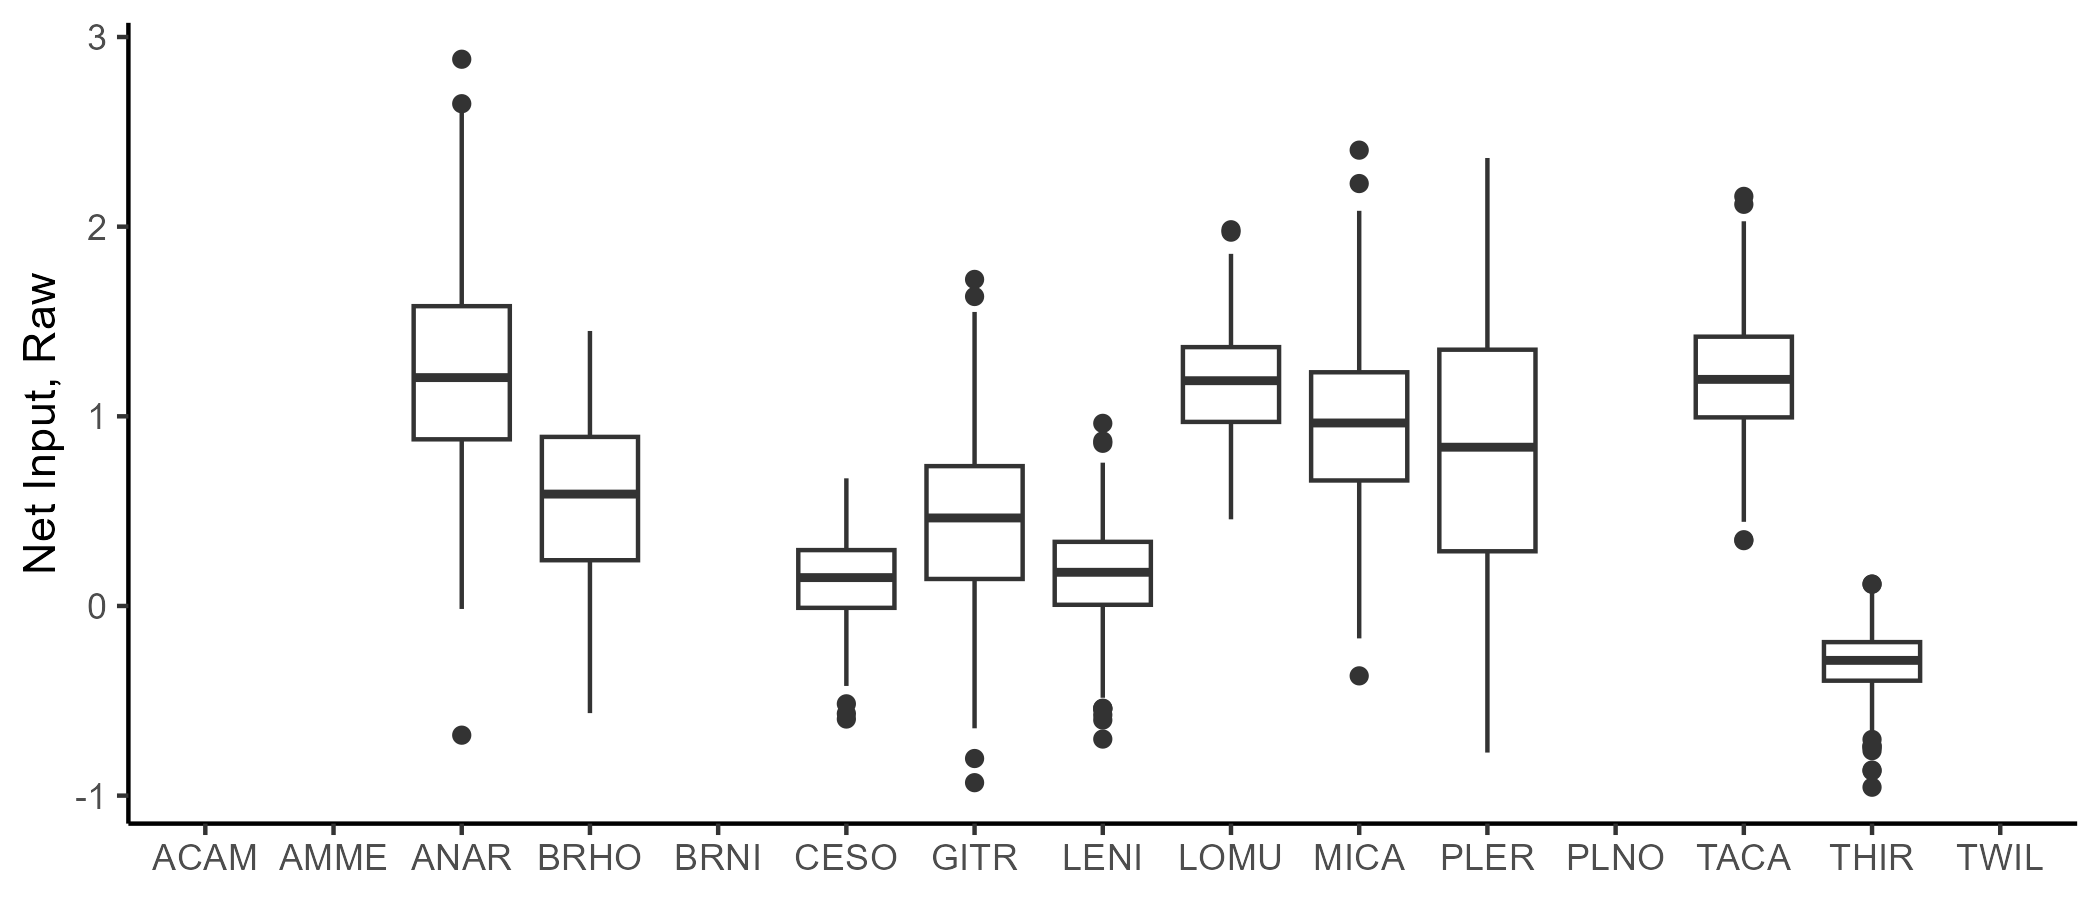 Net Input, Raw
3
2
1
0
-1
ACAM AMME ANAR BRHO BRNI CESO GITR LENI LOMU MICA PLER PLNO TACA THIR TWIL